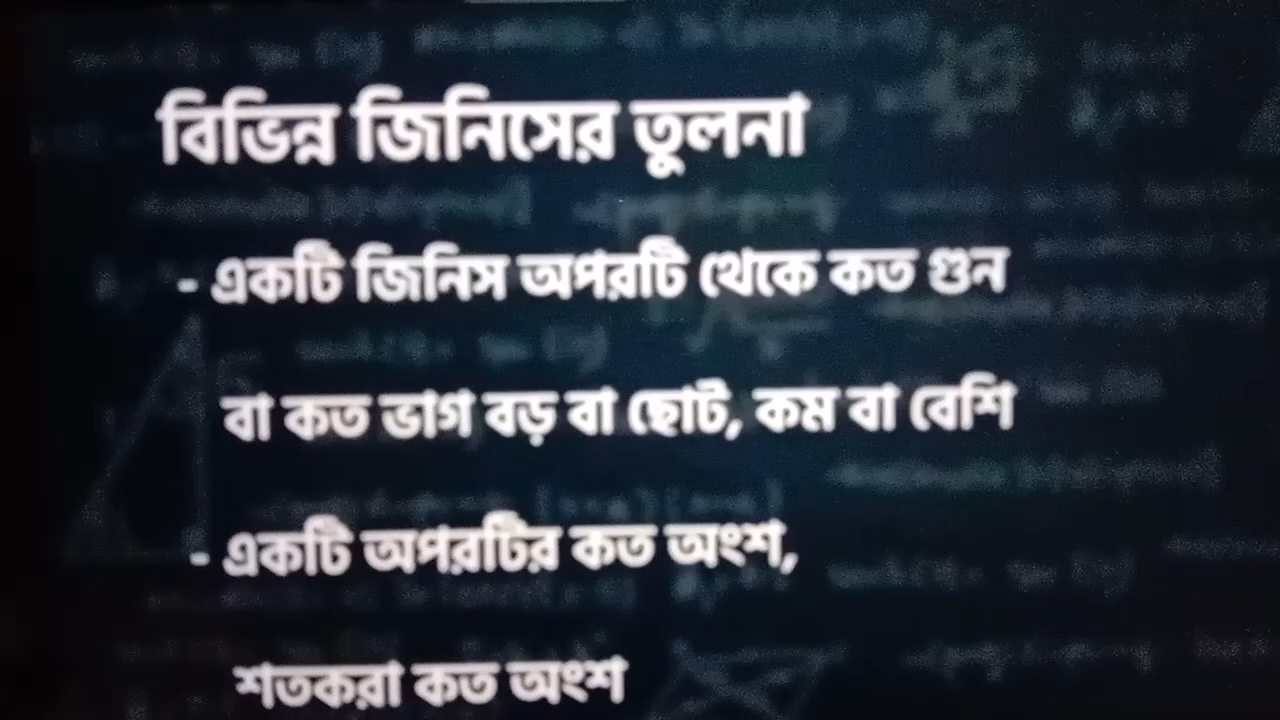 বিভিন্ন জিনিসের তুলনা
- একটি জিনিস অপরটি থেকে কত গুন
বা কত ভাগ বড় বা ছোট, কম বা বেশি
- একটি অপরটির কত অংশ,
শতকরা কত অংশ